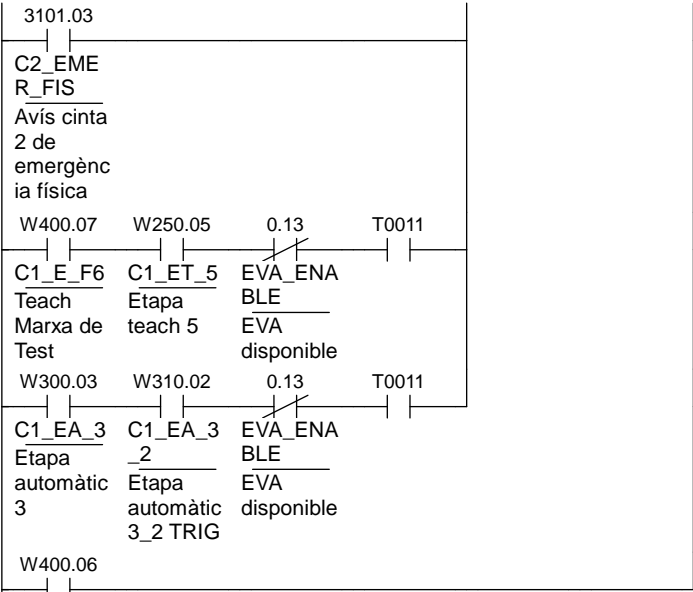 3101.03
C2_EME
R_FIS
Avís cinta
2 de
emergènc
ia física
W400.07 W250.05 0.13 T0011
C1_E_F6 C1_ET_5 EVA_ENA
Teach Etapa BLE
Marxa de teach 5 EVA
Test disponible
W300.03 W310.02 0.13 T0011
C1_EA_3 C1_EA_3 EVA_ENA
Etapa _2 BLE
automàtic Etapa EVA
3 automàtic disponible
3_2 TRIG
W400.06